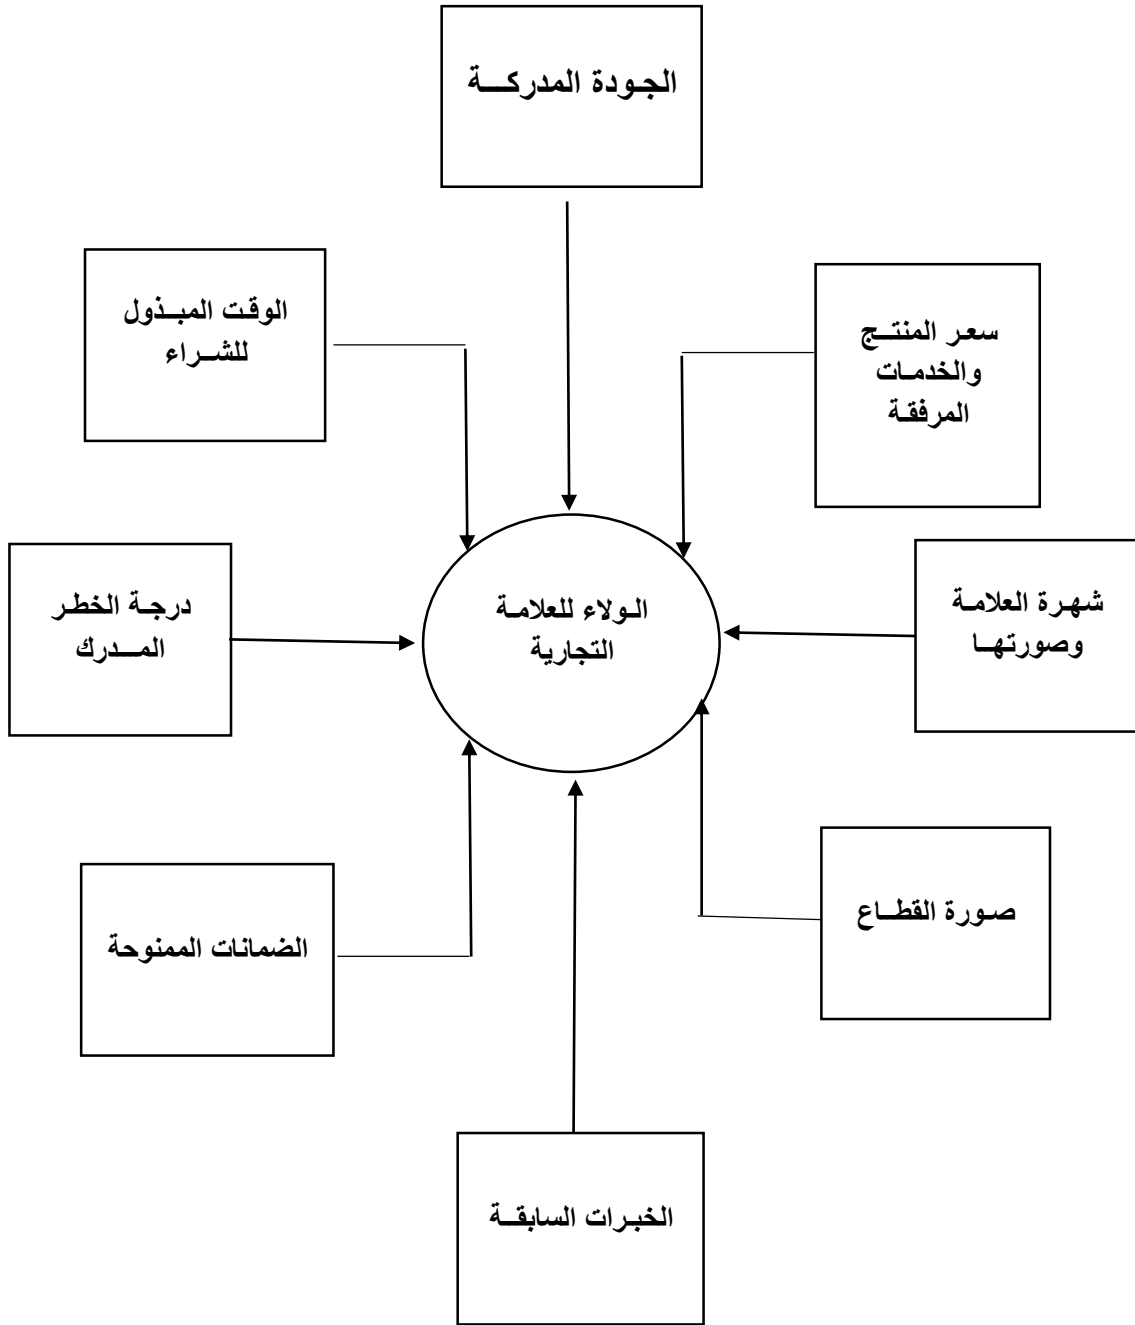 الجودة المدركة
سعر المنتج
والخدمات
المرفقة
الوقت المبذول
للشراء
شهرة العلامة
وصورتها
الولاء للعلامة
التجارية
درجة الخطر
المدرك
صورة القطاع
الضمانات الممنوحة
الخبرات السابقة